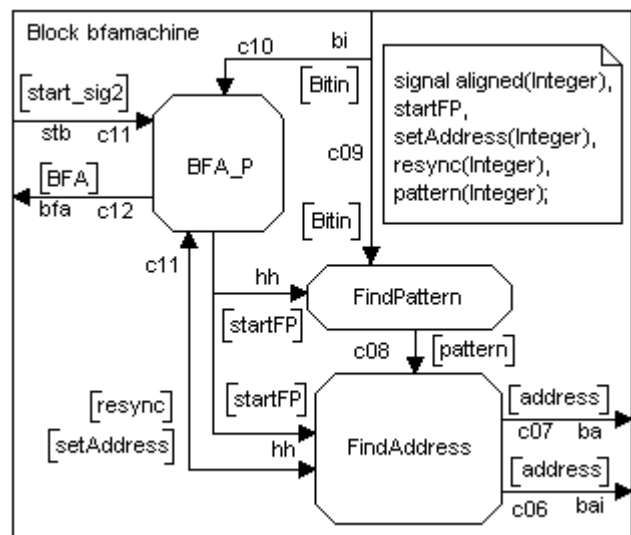 Block bfamachine
c10
bi
[start_sig2]
[Bitin]
signal aligned(Integer),
startFP,
setAddress(Integer),
resync(Integer),
pattern(Integer);
stb
c11
BFA_P
c09
[BFA]
bfa
c12
[Bitin]
c11
hh
FindPattern
[startFP]
c08
[pattern]
[resync]
[startFP]
[address]
[setAddress]
hh
FindAddress
c07
ba
[address]
c06
bai